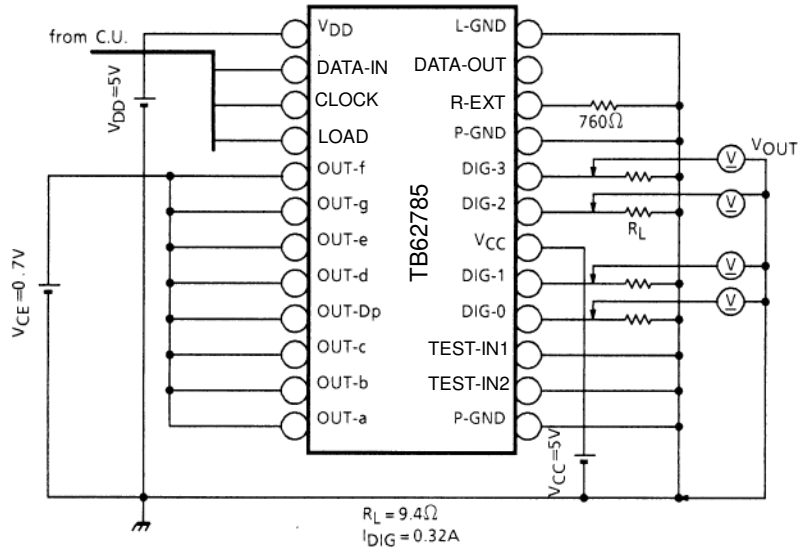 from C.U.
VDD=5V
VCE=0.7V
VDD
DATA-IN
CLOCK
LOAD
OUT-f
OUT-g
OUT-e
OUT-d
OUT-Dp
OUT-c
OUT-b
OUT-a
TB62785
L-GND
DATA-OUT
R-EXT
P-GND
DIG-3
DIG-2
VCC
DIG-1
DIG-0
TEST-IN1
TEST-IN2
P-GND
760Ω
VOUT
V
V
RL
V
V
VCC=5V
RL=9.4Ω
IDIG=0.32A